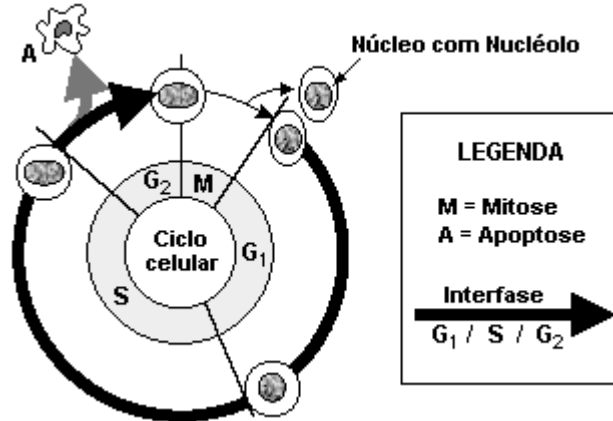 A
Núcleo com Nucléolo
G₂
M
Ciclo
celular
G₁
S
LEGENDA
M = Mitose
A = Apoptose
Interfase
G₁ / S / G₂